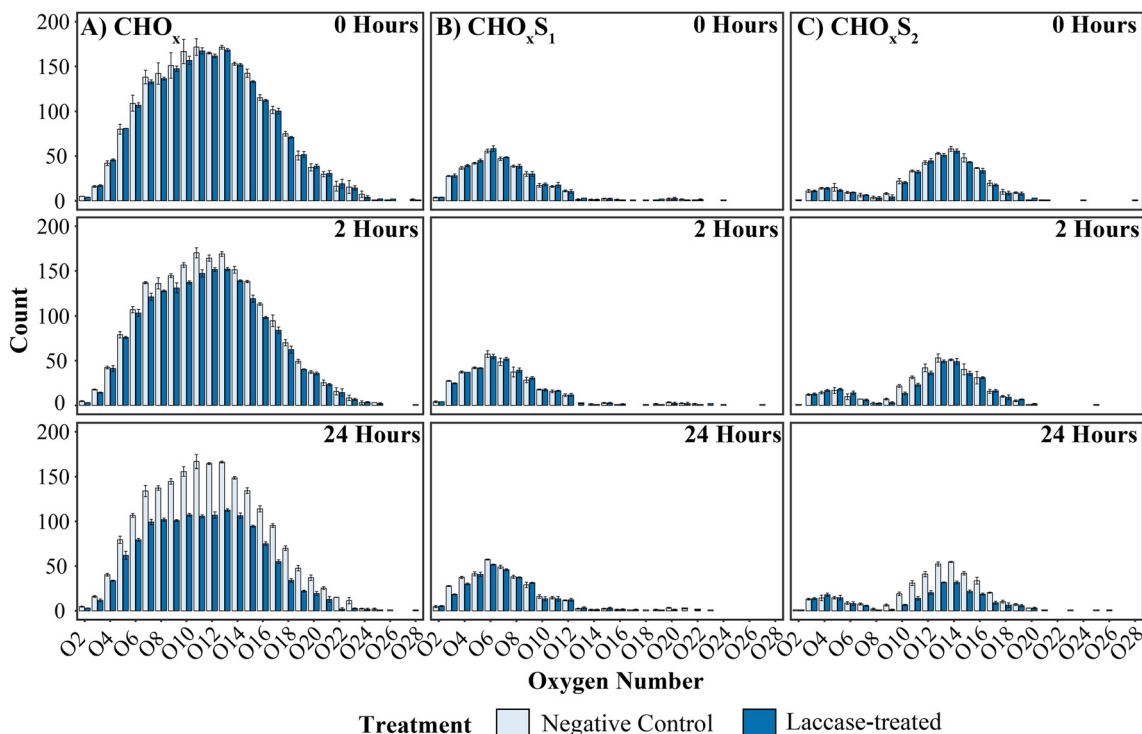 A) CHOx 0 Hours
B) CHOxS1 0 Hours
C) CHOxS2 0 Hours
200
150
100
50
0
2 Hours 2 Hours 2 Hours
200
150
100
50
0
24 Hours 24 Hours 24 Hours
200
150
100
50
0
Count
O2 O4 O6 O8 O10 O12 O14 O16 O18 O20 O22 O24 O26 O28
O2 O4 O6 O8 O10 O12 O14 O16 O18 O20 O22 O24 O26 O28
O2 O4 O6 O8 O10 O12 O14 O16 O18 O20 O22 O24 O26 O28
Oxygen Number
Treatment Negative Control Laccase-treated